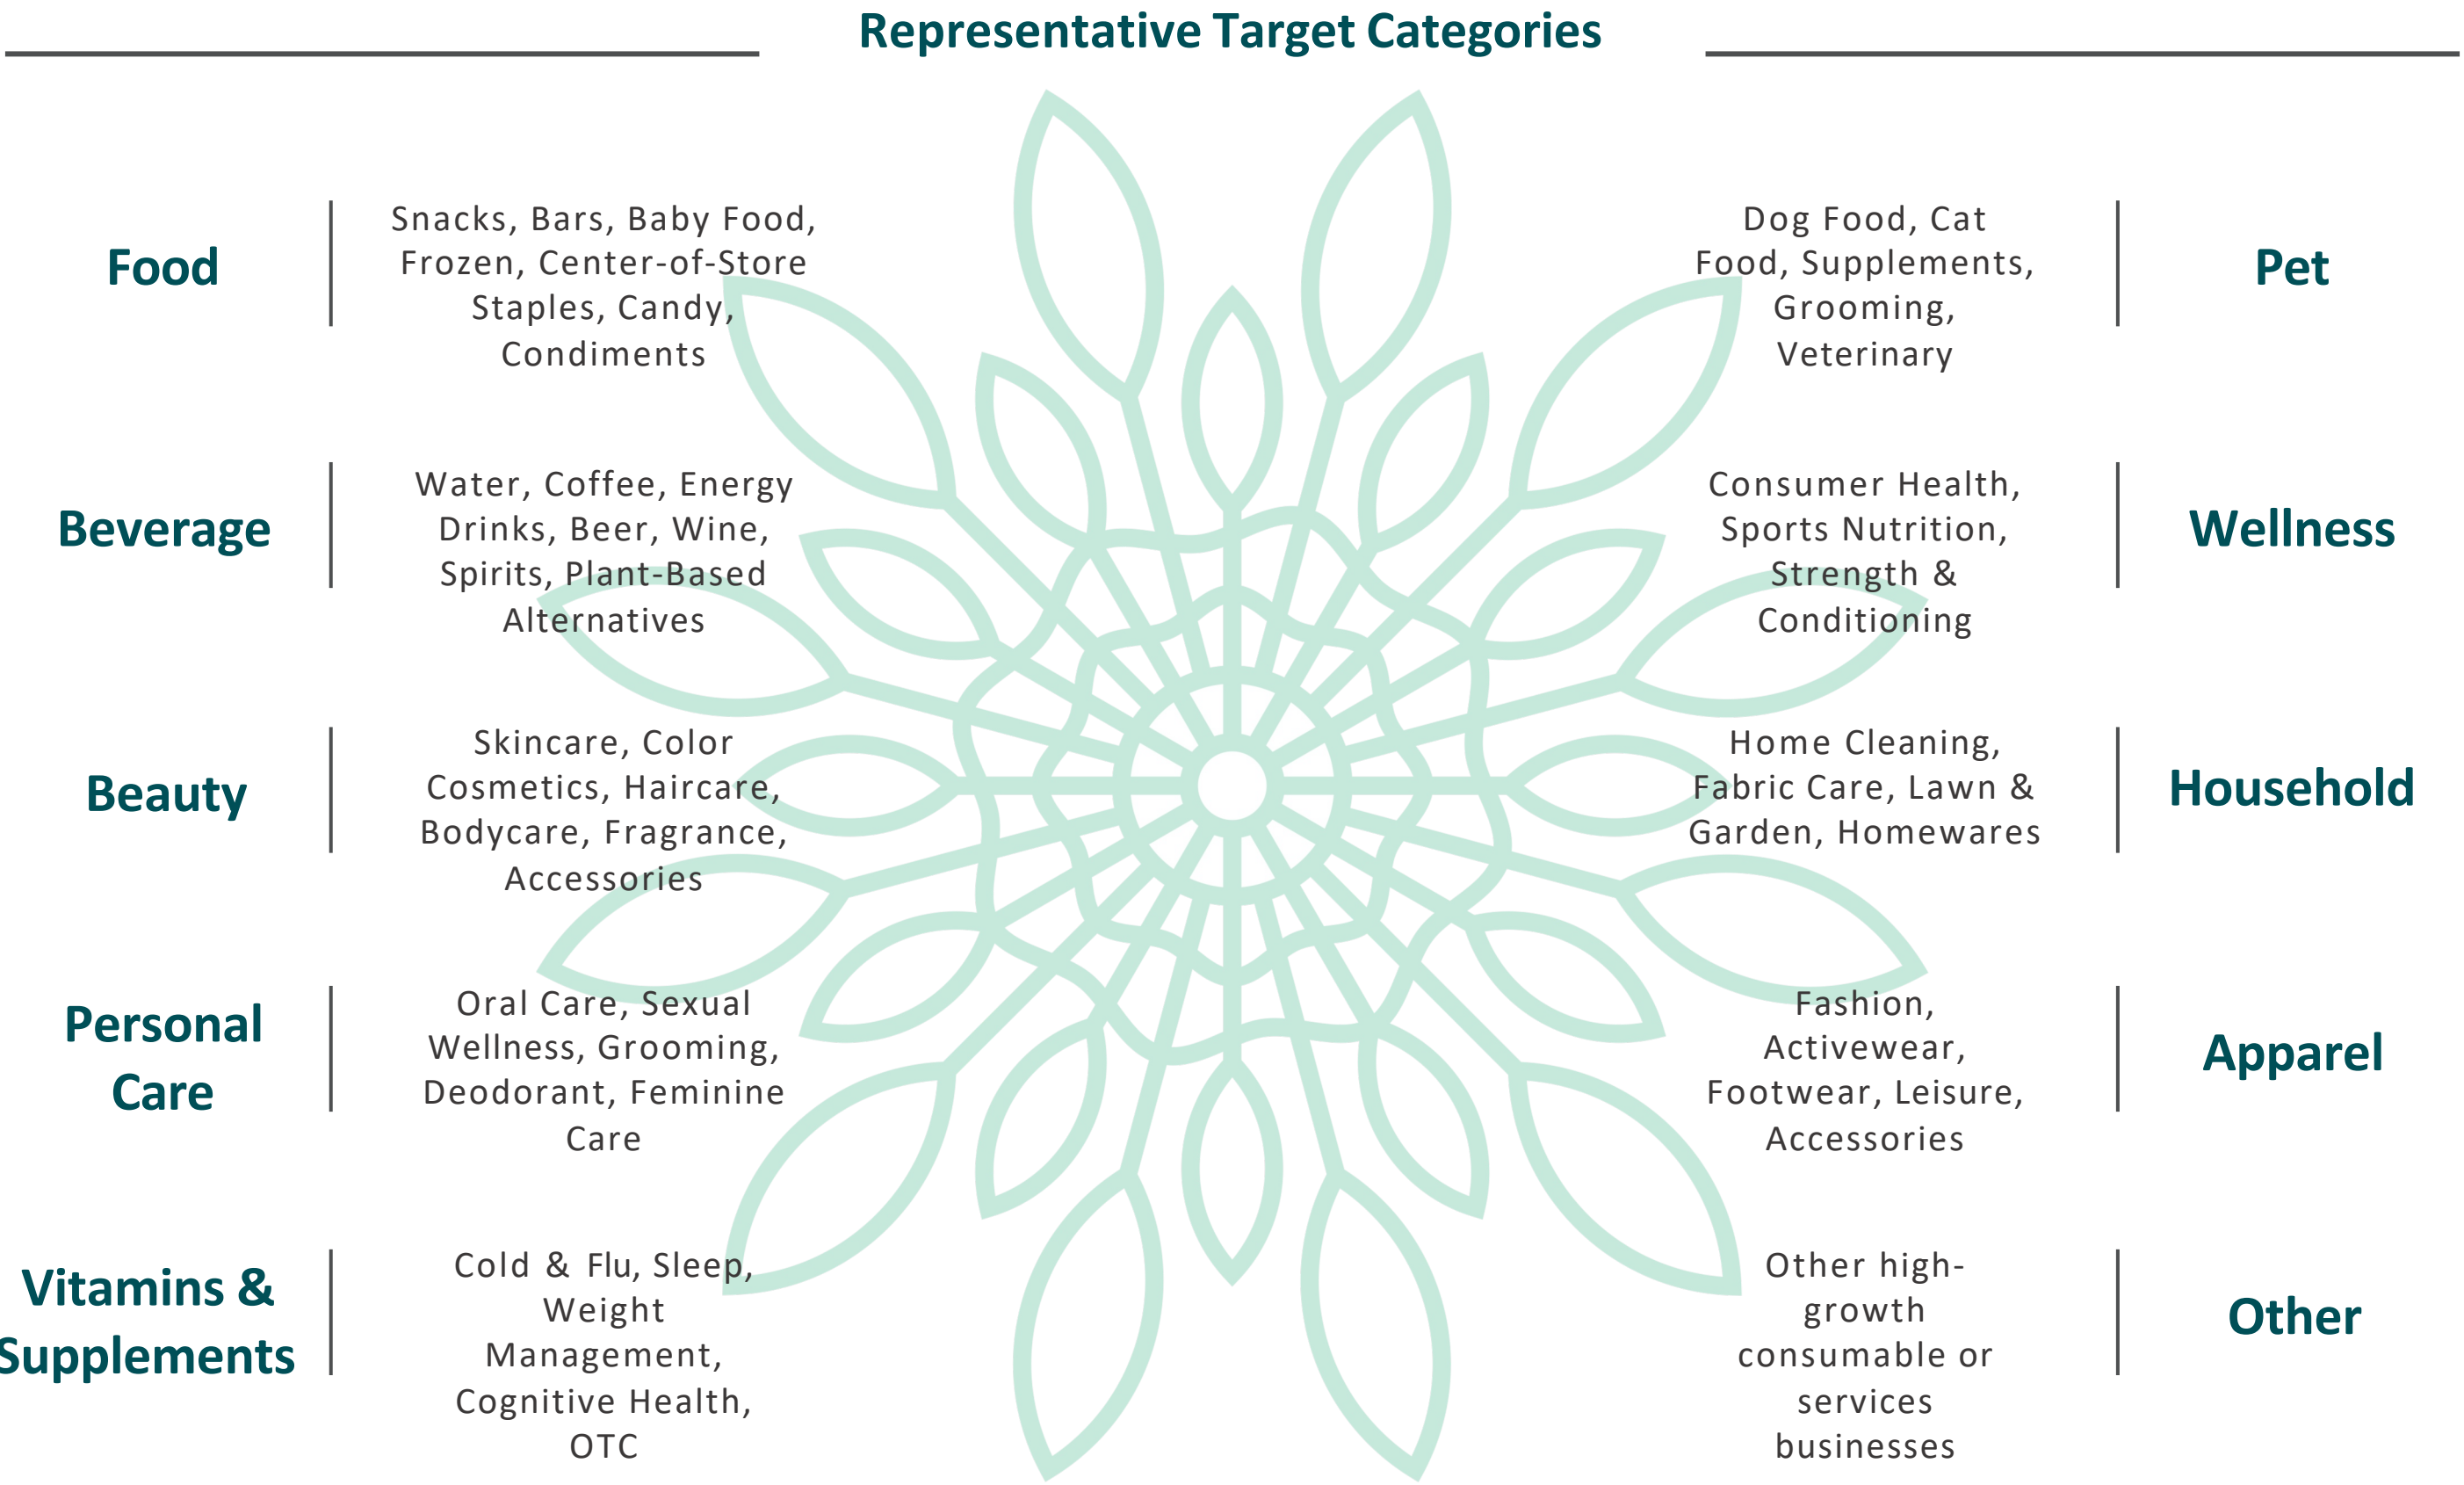 Representative Target Categories
Food
Snacks, Bars, Baby Food,
Frozen, Center-of-Store
Staples, Candy,
Condiments
Beverage
Water, Coffee, Energy
Drinks, Beer, Wine,
Spirits, Plant-Based
Alternatives
Beauty
Skincare, Color
Cosmetics, Haircare,
Bodycare, Fragrance,
Accessories
Personal
Care
Oral Care, Sexual
Wellness, Grooming,
Deodorant, Feminine
Care
Vitamins &
Supplements
Cold & Flu, Sleep,
Weight
Management,
Cognitive Health,
OTC
Dog Food, Cat
Food, Supplements,
Grooming,
Veterinary
Pet
Consumer Health,
Sports Nutrition,
Strength &
Conditioning
Wellness
Home Cleaning,
Fabric Care, Lawn &
Garden, Homewares
Household
Fashion,
Activewear,
Footwear, Leisure,
Accessories
Apparel
Other high-
growth
consumable or
services
businesses
Other